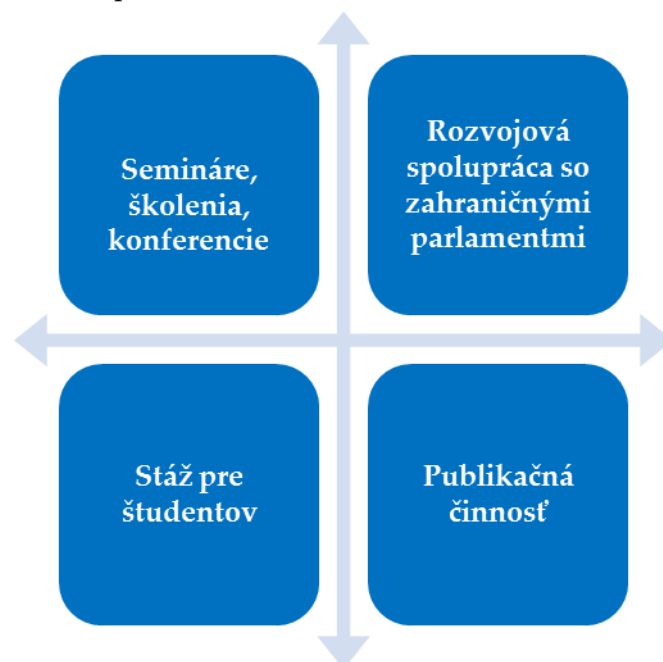 Semináre,
školenia,
konferencie
Rozvojová
spolupráca so
zahraničnými
parlamentmi
Stáž pre
študentov
Publikačná
činnosť